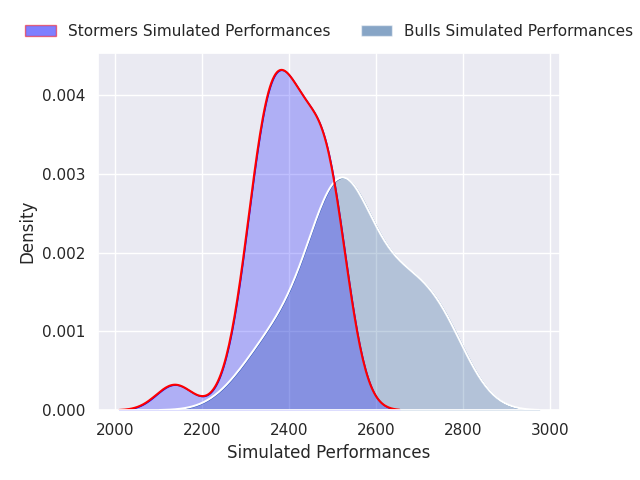 Stormers Simulated Performances Bulls Simulated Performances
0.004
0.003
0.002
0.001
0.000
Density
2000 2200 2400 2600 2800 3000
Simulated Performances